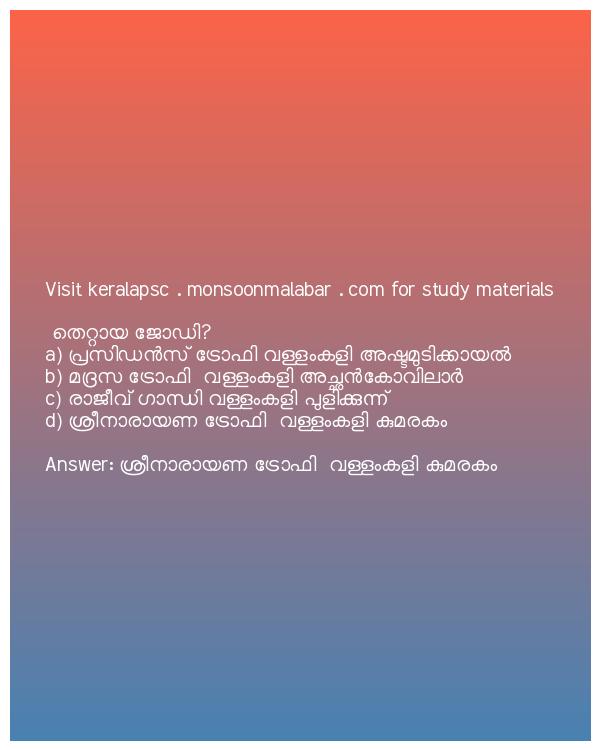 Visit keralapsc . monsoonmalabar . com for study materials
തെറ്റായ ജോഡി?
a) പ്രസിഡൻസ് ട്രോഫി വള്ളംകളി അഷ്ടമുടിക്കായൽ
b) മദ്രസ ട്രോഫി വള്ളംകളി അച്ചൻകോവിലാർ
c) രാജീവ് ഗാന്ധി വള്ളംകളി പുളിക്കുന്ന്
d) ശ്രീനാരായണ ട്രോഫി വള്ളംകളി കുമരകം
Answer: ശ്രീനാരായണ ട്രോഫി വള്ളംകളി കുമരകം